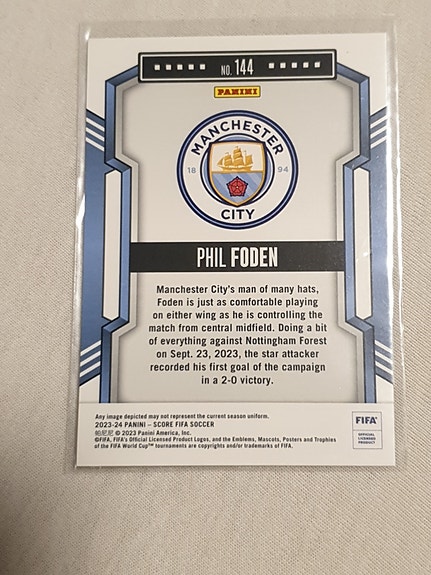 NO. 144
PANINI
MANCHESTER
18 94
CITY
PHIL FODEN
Manchester City's man of many hats,
Foden is just as comfortable playing
on either wing as he is controlling the
match from central midfield. Doing a bit
of everything against Nottingham Forest
on Sept. 23, 2023, the star attacker
recorded his first goal of the campaign
in a 2-0 victory.
Any image depicted may not represent the current season uniform.
2023-24 PANINI – SCORE FIFA SOCCER
帕尼尼 © 2023 Panini America, Inc.
©FIFA, FIFA's Official Licensed Product Logos, and the Emblems, Mascots, Posters and Trophies
of the FIFA World Cup™ tournaments are copyrights and/or trademarks of FIFA.
FIFA
OFFICIAL
LICENSED
PRODUCT